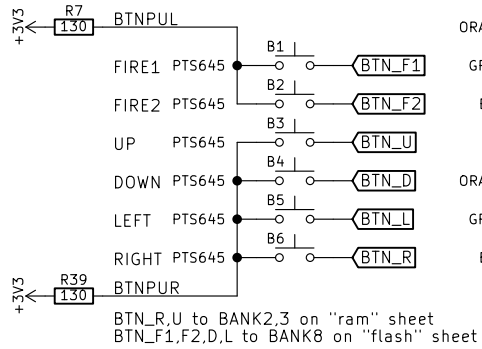 +3V3 R7 130 BTNPUL
ORA
B1
FIRE1 PTS645 BTN_F1 GR
B2
FIRE2 PTS645 BTN_F2
B3
UP PTS645 BTN_U
B4
DOWN PTS645 BTN_D ORA
B5
LEFT PTS645 BTN_L GR
B6
RIGHT PTS645 BTN_R
+3V3 R39 130 BTNPUR
BTN_R,U to BANK2,3 on "ram" sheet
BTN_F1,F2,D,L to BANK8 on "flash" sheet